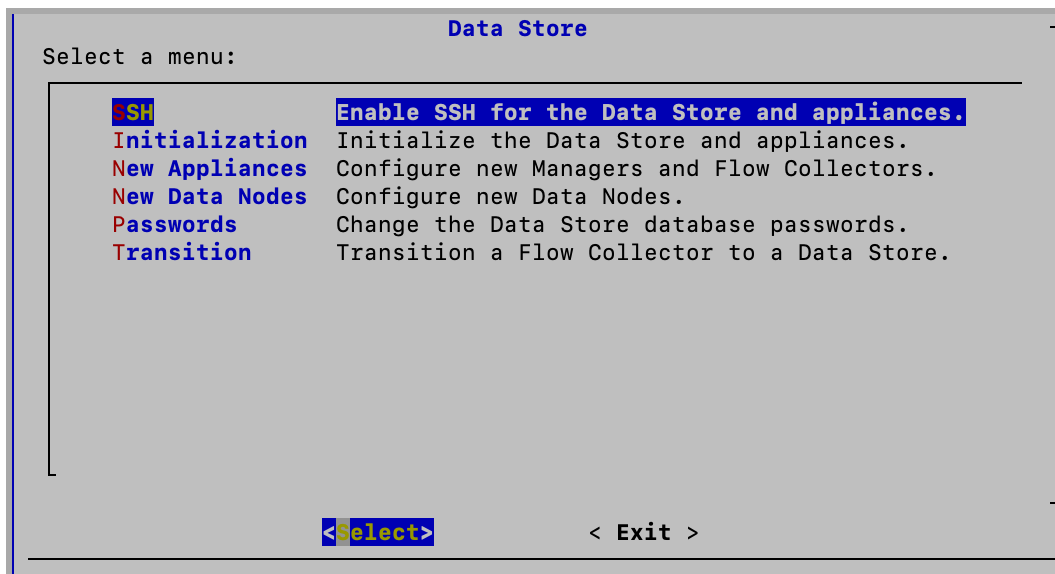 Data Store
Select a menu:
SSH Enable SSH for the Data Store and appliances.
Initialization Initialize the Data Store and appliances.
New Appliances Configure new Managers and Flow Collectors.
New Data Nodes Configure new Data Nodes.
Passwords Change the Data Store database passwords.
Transition Transition a Flow Collector to a Data Store.
<Select> < Exit >